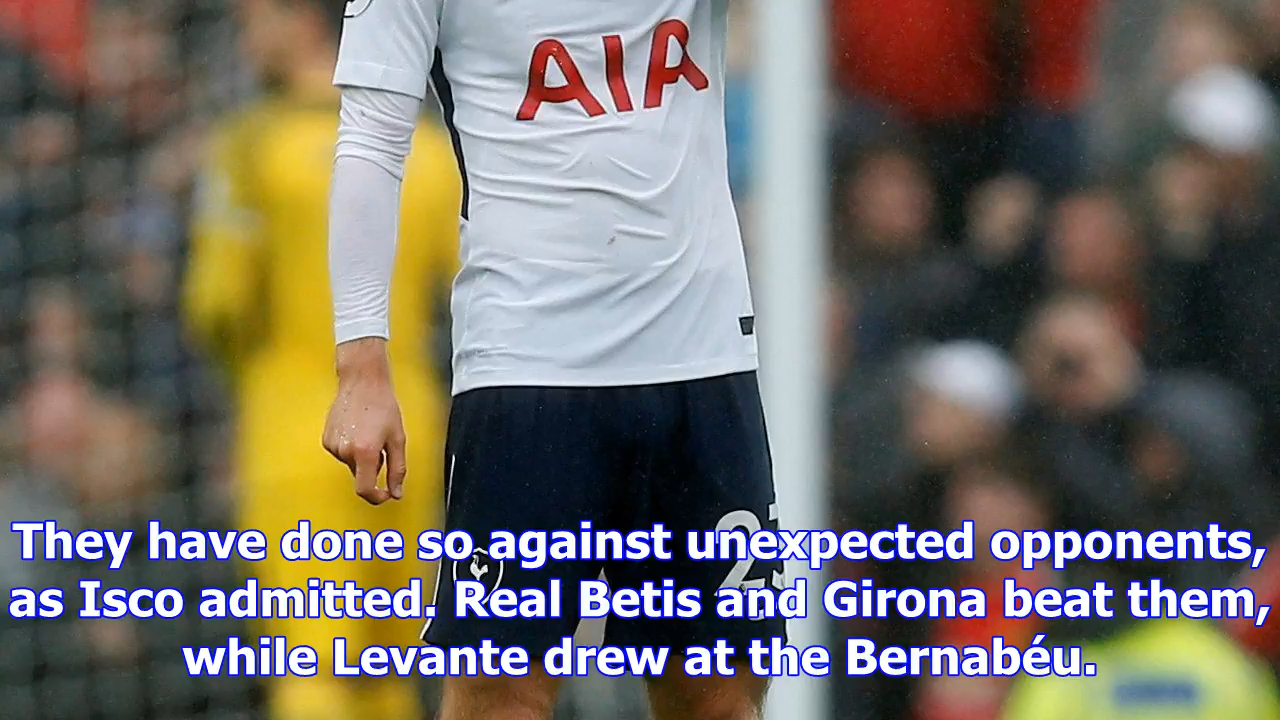 AIA
They have done so against unexpected opponents,
as Isco admitted. Real Betis and Girona beat them,
while Levante drew at the Bernabéu.